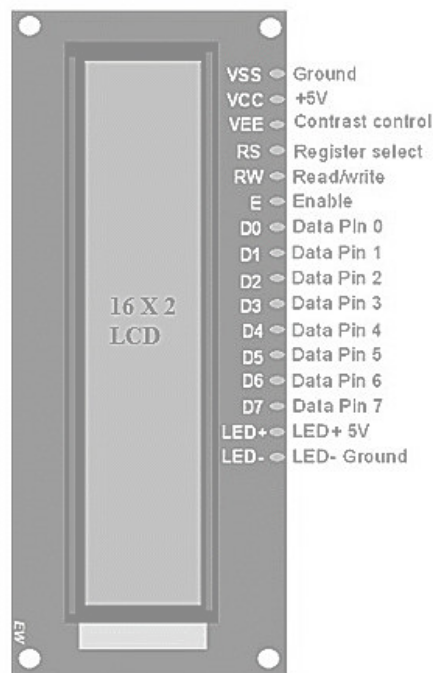 VSS Ground
VCC +5V
VEE Contrast control
RS Register select
RW Read/write
E Enable
D0 Data Pin 0
D1 Data Pin 1
D2 Data Pin 2
D3 Data Pin 3
D4 Data Pin 4
D5 Data Pin 5
D6 Data Pin 6
D7 Data Pin 7
LED+ LED+ 5V
LED- LED- Ground
16 X 2
LCD
EW